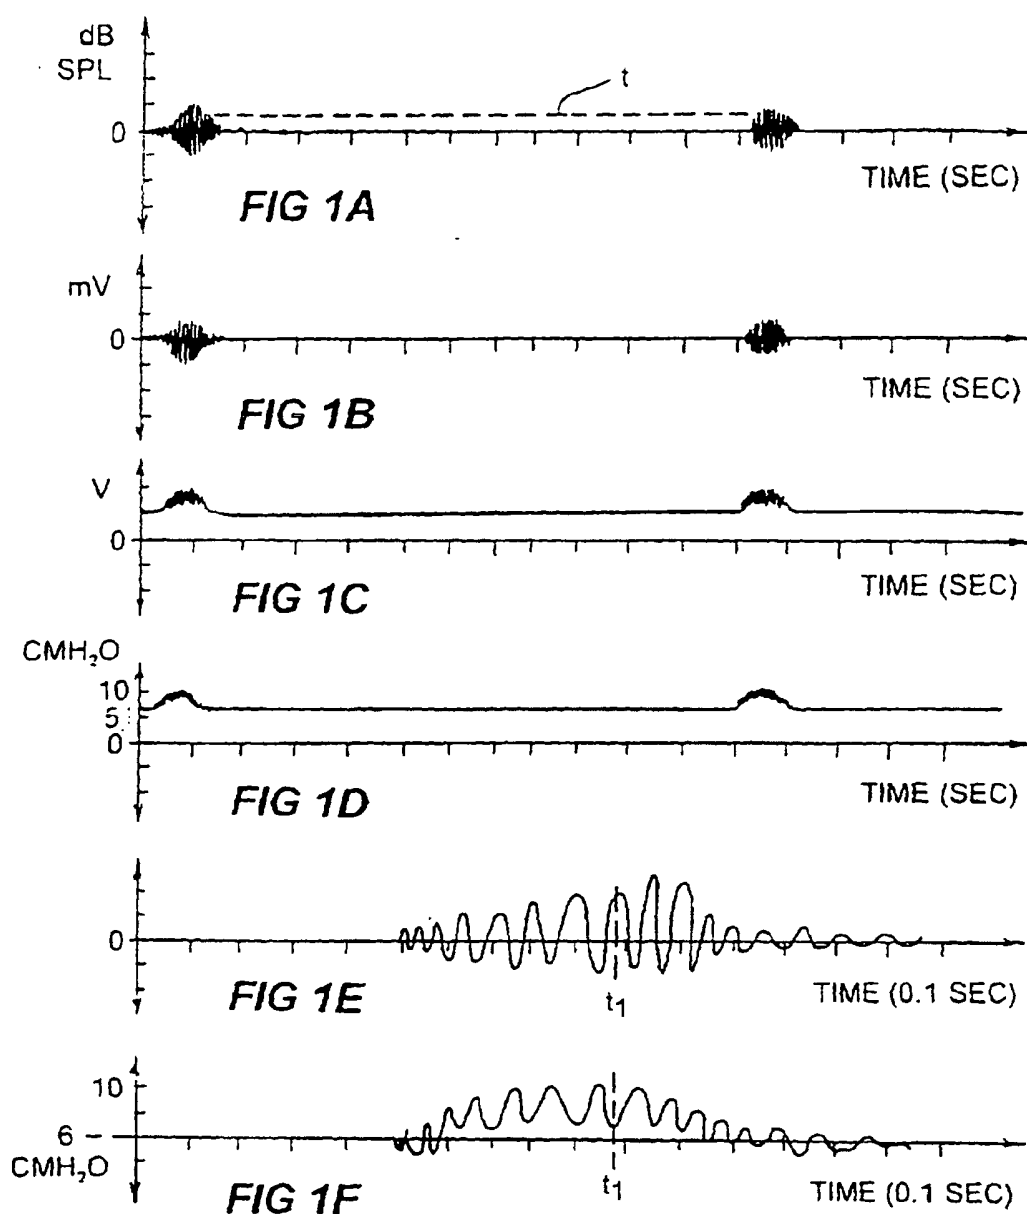 dB
SPL
t
0
TIME (SEC)
FIG 1A
mV
0
TIME (SEC)
FIG 1B
V
0
TIME (SEC)
FIG 1C
CMH₂O
10
5
0
TIME (SEC)
FIG 1D
0
TIME (0.1 SEC)
t₁
FIG 1E
10
6
CMH₂O
t₁
TIME (0.1 SEC)
FIG 1F